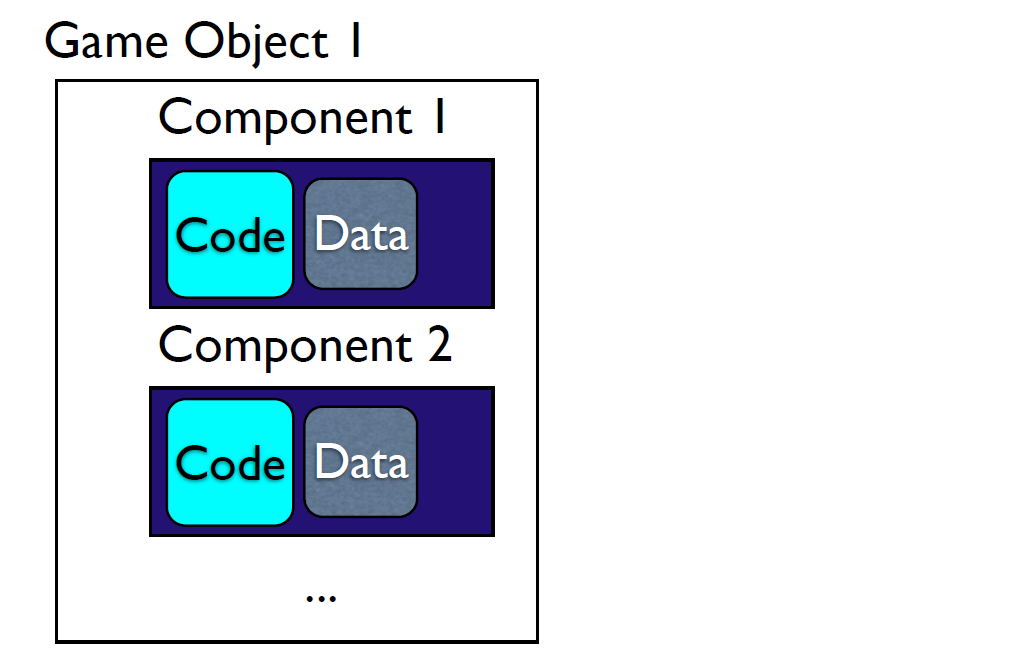 Game Object 1
Component 1
Code Data
Component 2
Code Data
...